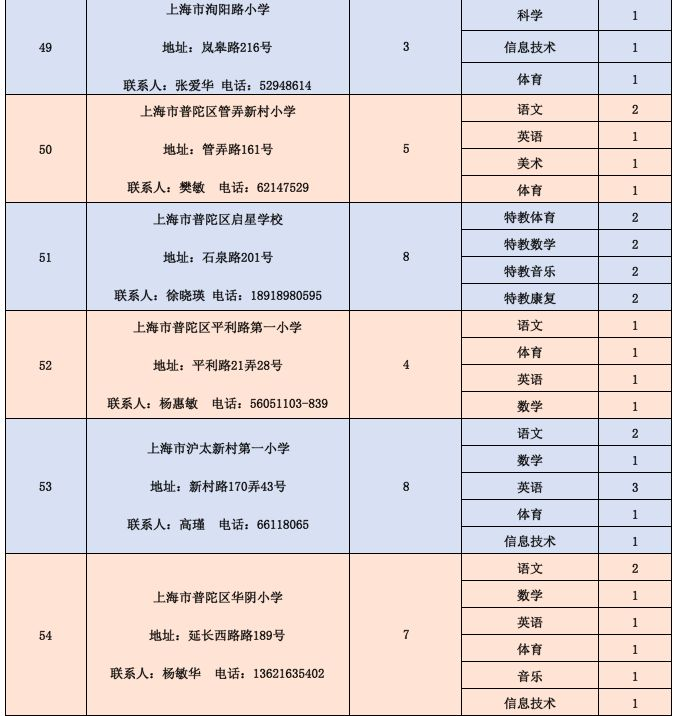 49
上海市洵阳路小学
地址：岚皋路216号
联系人：张爱华 电话：52948614
3
科学 1
信息技术 1
体育 1
50
上海市普陀区管弄新村小学
地址：管弄路161号
联系人：樊敏 电话：62147529
5
语文 2
英语 1
美术 1
体育 1
51
上海市普陀区启星学校
地址：石泉路201号
联系人：徐晓瑛 电话：18918980595
8
特教体育 2
特教数学 2
特教音乐 2
特教康复 2
52
上海市普陀区平利路第一小学
地址：平利路21弄28号
联系人：杨惠敏 电话：56051103-839
4
语文 1
体育 1
英语 1
数学 1
53
上海市沪太新村第一小学
地址：新村路170弄43号
联系人：高瑾 电话：66118065
8
语文 2
数学 1
英语 3
体育 1
信息技术 1
54
上海市普陀区华阴小学
地址：延长西路路189号
联系人：杨敏华 电话：13621635402
7
语文 2
数学 1
英语 1
体育 1
音乐 1
信息技术 1